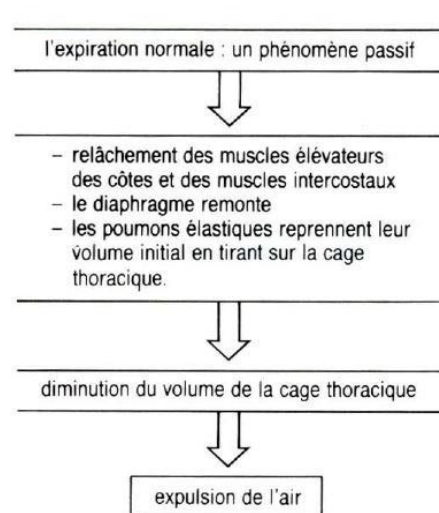 l'expiration normale : un phénomène passif
– relâchement des muscles élévateurs
des côtes et des muscles intercostaux
– le diaphragme remonte
– les poumons élastiques reprennent leur
volume initial en tirant sur la cage
thoracique.
diminution du volume de la cage thoracique
expulsion de l'air